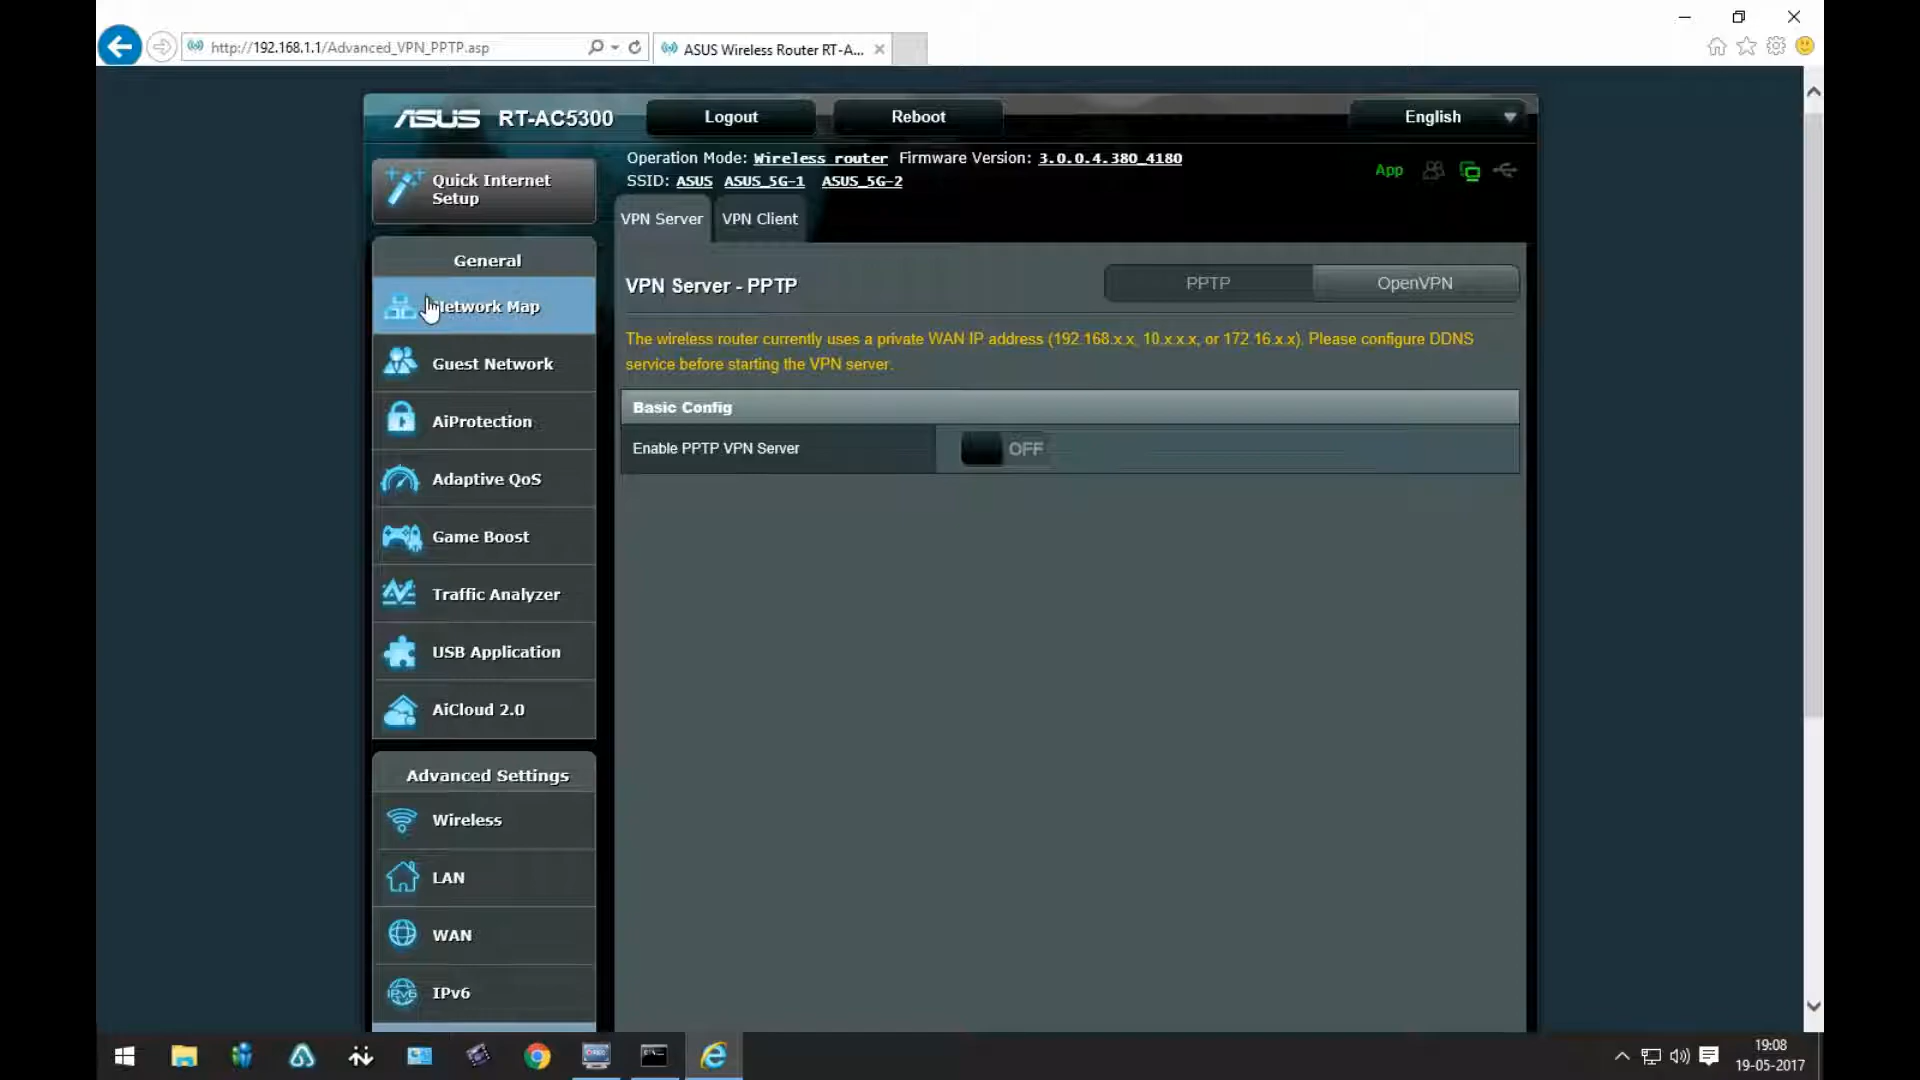 http://192.168.1.1/Advanced_VPN_PPTP.asp
ASUS Wireless Router RT-A...
ASUS RT-AC5300
Logout
Reboot
English
Operation Mode: Wireless router Firmware Version: 3.0.0.4.380_4180
SSID: ASUS ASUS_5G-1 ASUS_5G-2
App
Quick Internet
Setup
General
Network Map
Guest Network
AiProtection
Adaptive QoS
Game Boost
Traffic Analyzer
USB Application
AiCloud 2.0
Advanced Settings
Wireless
LAN
WAN
IPv6
VPN Server
VPN Client
VPN Server - PPTP
PPTP
OpenVPN
The wireless router currently uses a private WAN IP address (192.168.x.x, 10.x.x.x, or 172.16.x.x). Please configure DDNS
service before starting the VPN server.
Basic Config
Enable PPTP VPN Server
OFF
19:08
19-05-2017